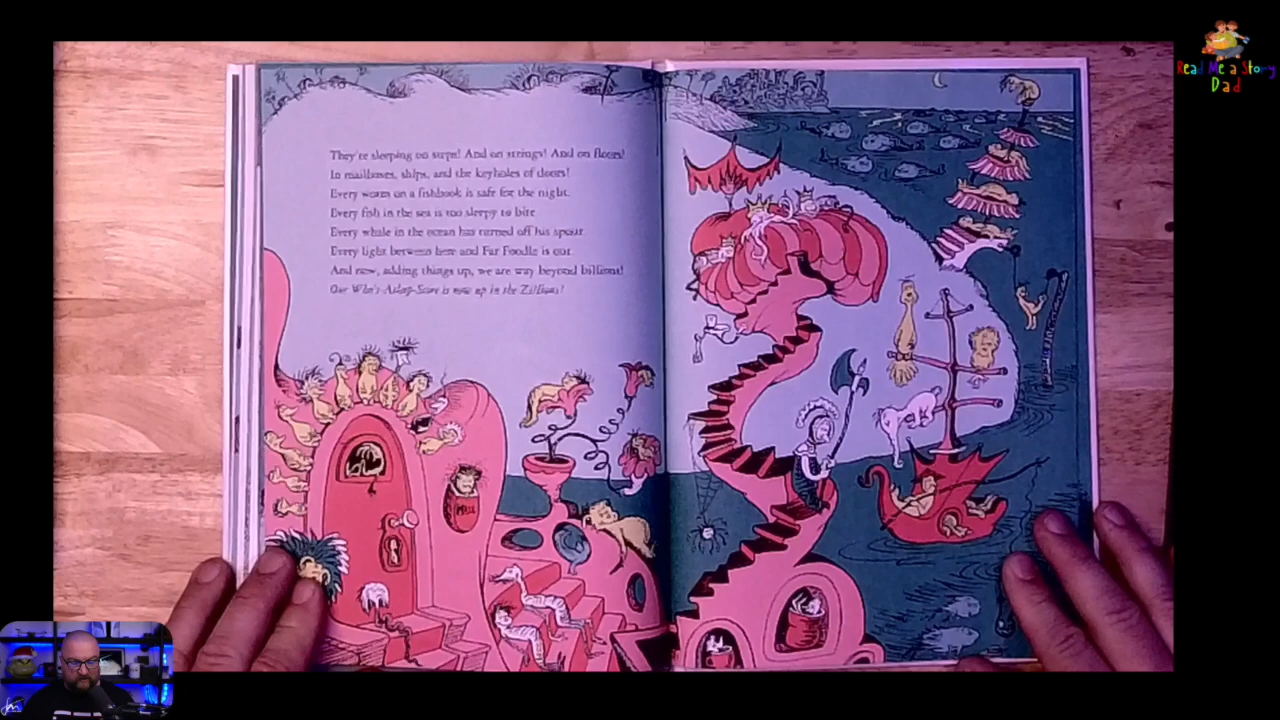 They're sleeping on steps! And on strings! And on floors!
In mailboxes, ships, and the keyholes of doors!
Every worm on a fishhook is safe for the night.
Every fish in the sea is too sleepy to bite.
Every whale in the ocean has turned off his spout.
Every light between here and Far Foodle is out.
And now, adding things up, we are way beyond billions!
Our Who's-Asleep-Score is now up in the Zillions!
MAIL
Read Me a Story
Dad